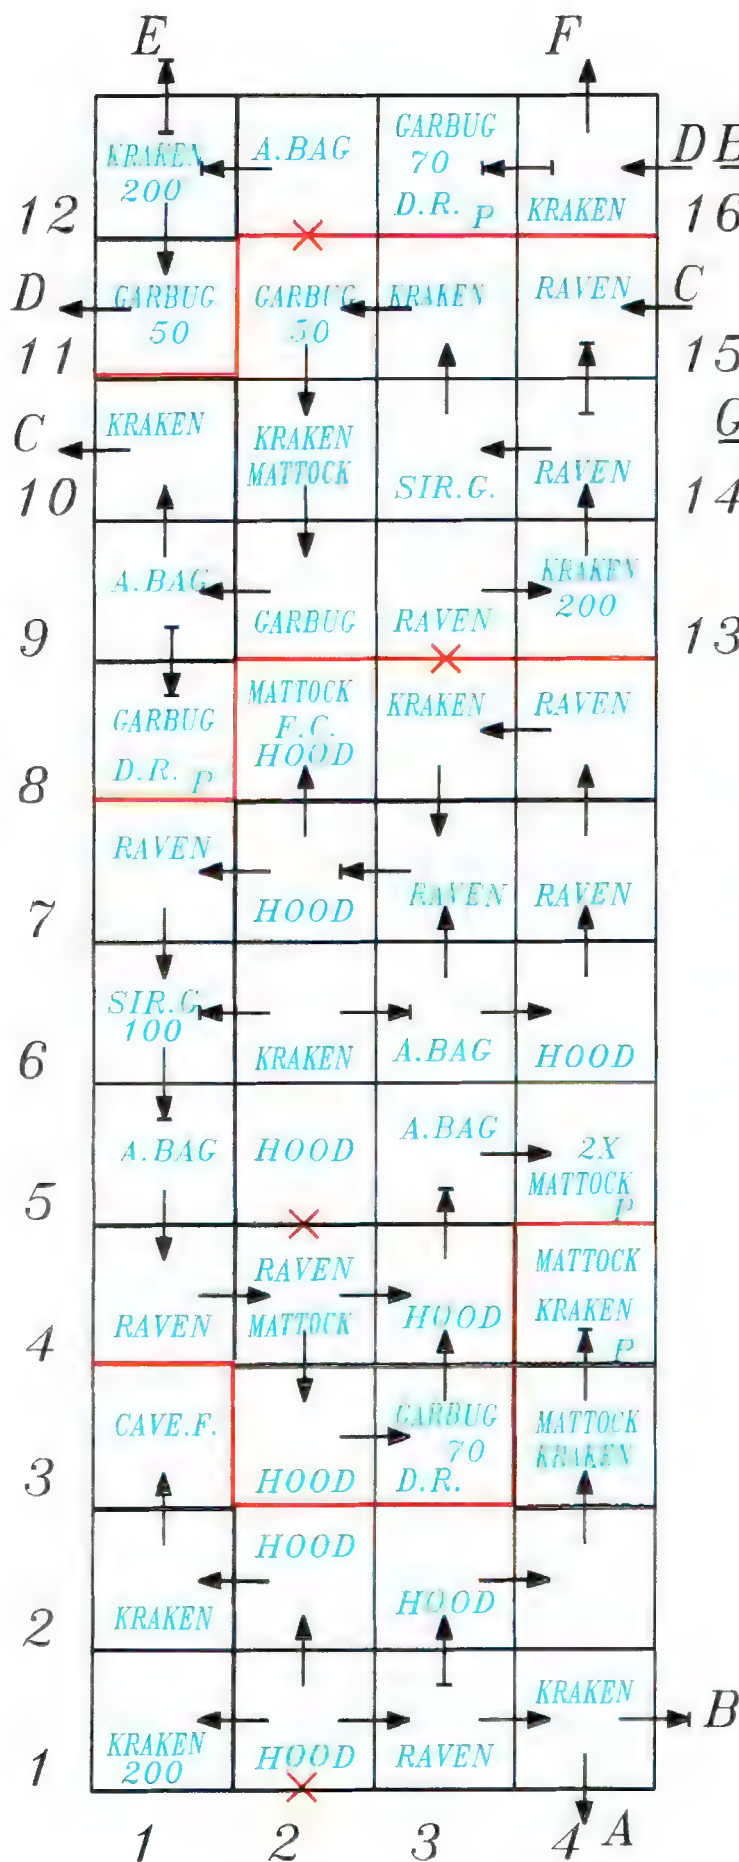 E F
KRAKEN 200 A.BAG GARBUG 70 D.R. P KRAKEN D B
12 16
D GARBUG 50 GARBUG 50 KRAKEN RAVEN C
11 15
C KRAKEN KRAKEN MATTOCK SIR.G. RAVEN G
10 14
A.BAG GARBUG RAVEN KRAKEN 200
9 13
GARBUG D.R. P MATTOCK F.C. HOOD KRAKEN RAVEN
8
RAVEN HOOD RAVEN RAVEN
7
SIR.G. 100 KRAKEN A.BAG HOOD
6
A.BAG HOOD A.BAG 2X MATTOCK P
5
RAVEN RAVEN MATTOCK HOOD MATTOCK KRAKEN P
4
CAVE.F. HOOD GARBUG 70 D.R. MATTOCK KRAKEN
3
KRAKEN HOOD HOOD
2
KRAKEN 200 HOOD RAVEN KRAKEN B
1
1 2 3 4 A